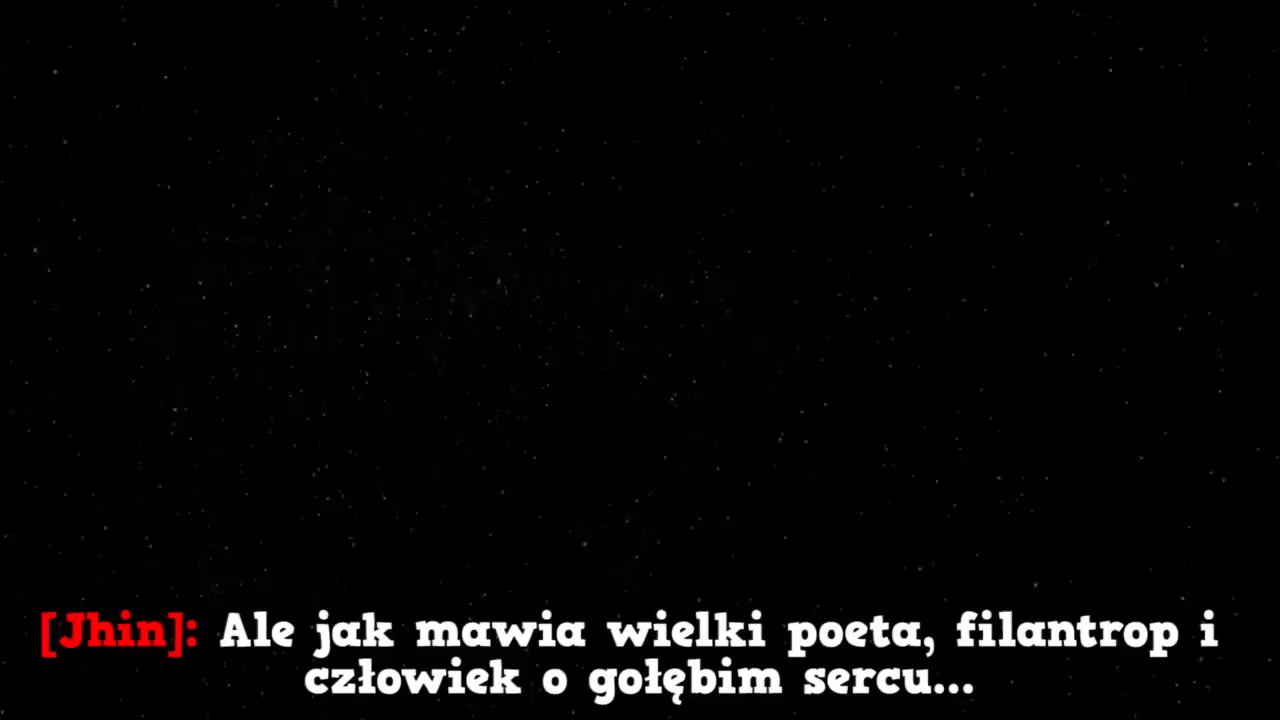 [Jhin]: Ale jak mawia wielki poeta, filantrop i
człowiek o gołębim sercu...